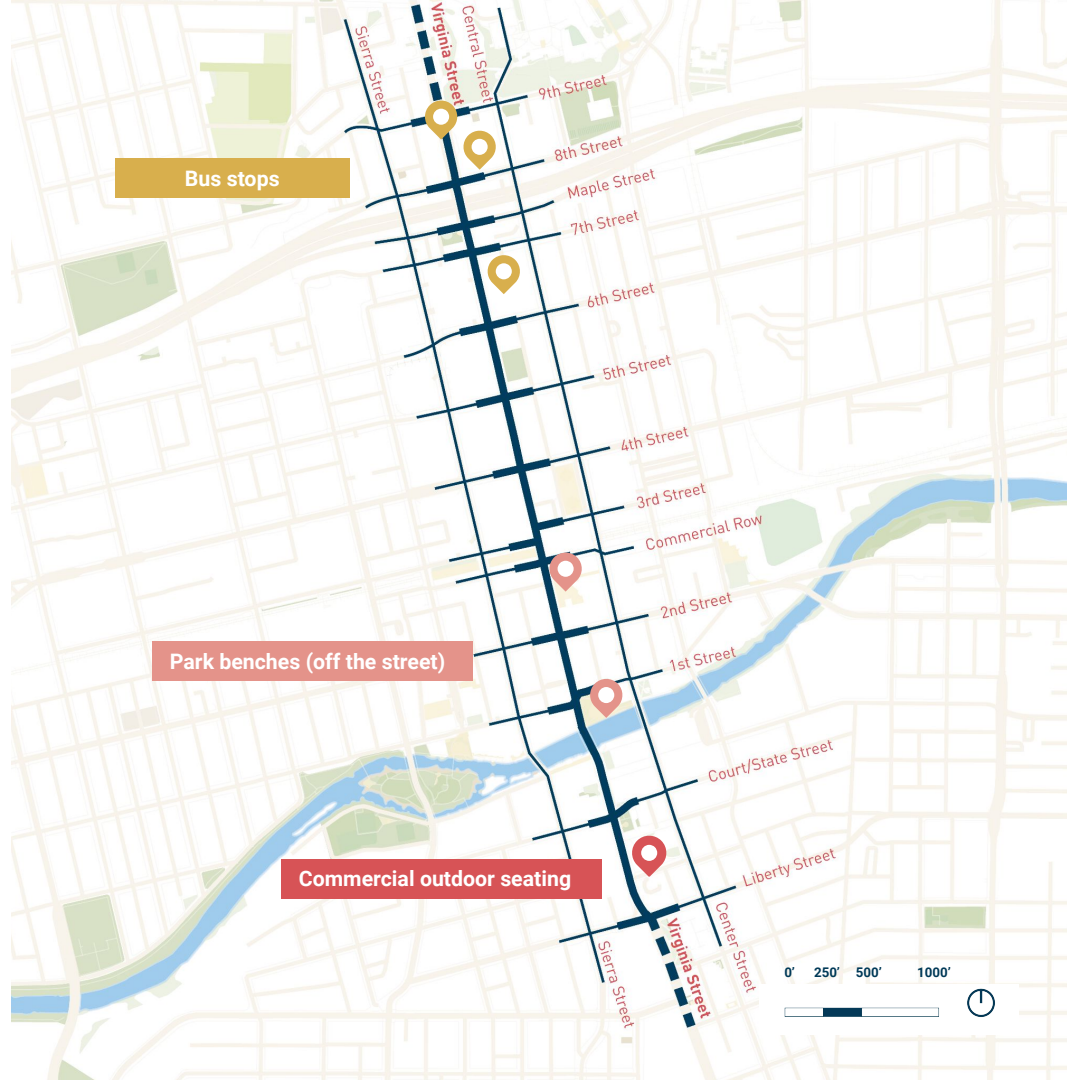 Sierra Street
Virginia Street
Central Street
9th Street
8th Street
Bus stops
Maple Street
7th Street
6th Street
5th Street
4th Street
3rd Street
Commercial Row
2nd Street
Park benches (off the street)
1st Street
Court/State Street
Liberty Street
Commercial outdoor seating
Sierra Street
Virginia Street
Center Street
0’ 250’ 500’ 1000’